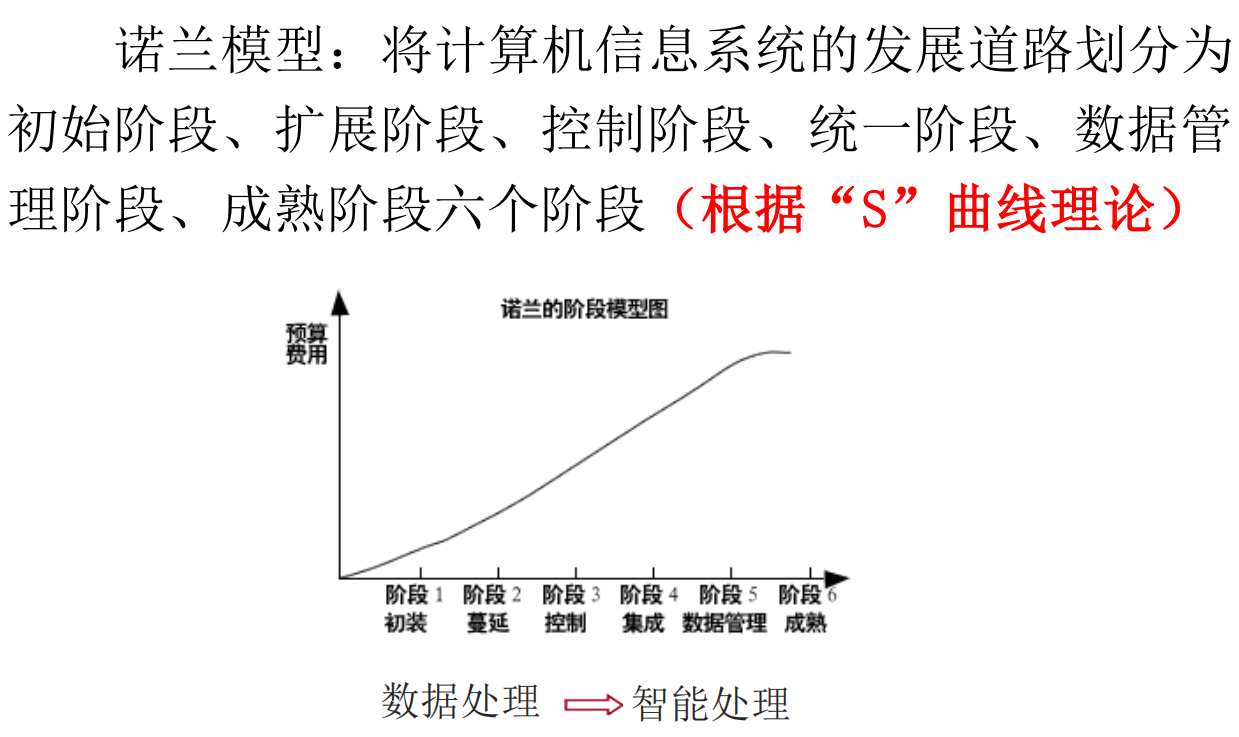 诺兰模型：将计算机信息系统的发展道路划分为
初始阶段、扩展阶段、控制阶段、统一阶段、数据管
理阶段、成熟阶段六个阶段（根据“S”曲线理论）
诺兰的阶段模型图
预算
费用
阶段 1 阶段 2 阶段 3 阶段 4 阶段 5 阶段 6
初装 蔓延 控制 集成 数据管理 成熟
数据处理 智能处理